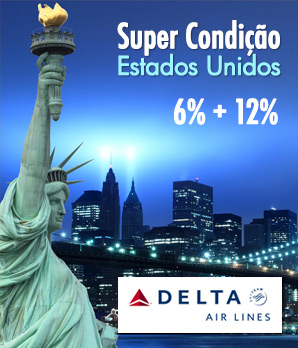 Super Condição
Estados Unidos
6% + 12%
DELTA
AIR LINES